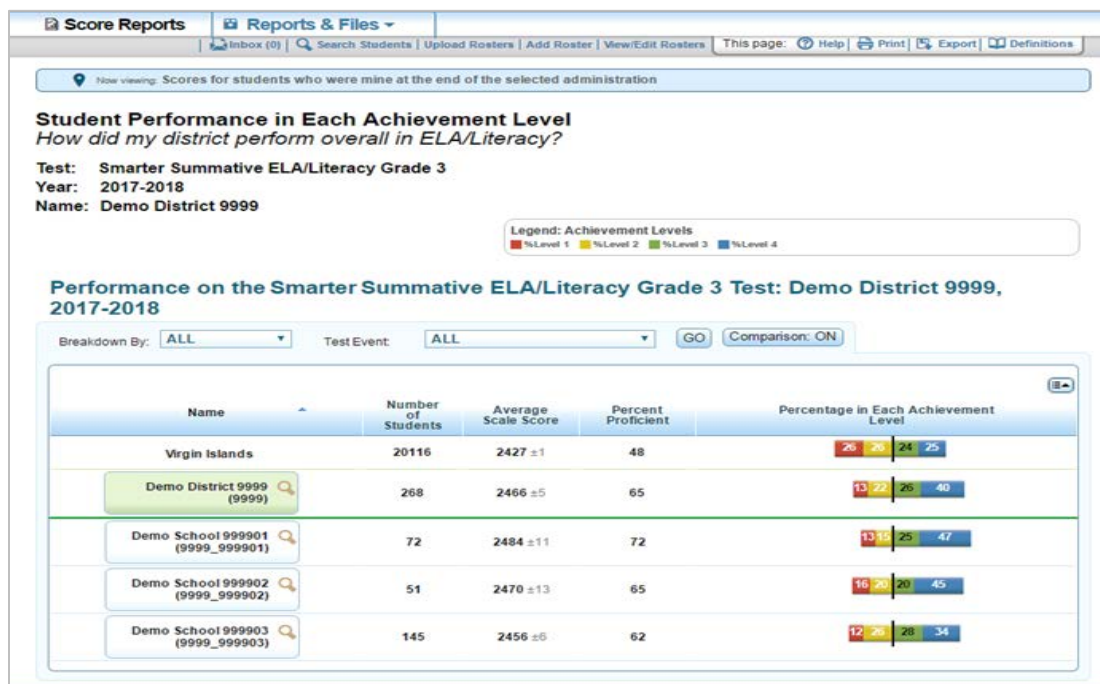 Score Reports Reports & Files
Inbox (0) | Search Students | Upload Rosters | Add Roster | View/Edit Rosters This page: Help | Print | Export | Definitions
Now viewing: Scores for students who were mine at the end of the selected administration
Student Performance in Each Achievement Level
How did my district perform overall in ELA/Literacy?
Test: Smarter Summative ELA/Literacy Grade 3
Year: 2017-2018
Name: Demo District 9999
Legend: Achievement Levels
%Level 1 %Level 2 %Level 3 %Level 4
Performance on the Smarter Summative ELA/Literacy Grade 3 Test: Demo District 9999,
2017-2018
Breakdown By: ALL Test Event: ALL GO Comparison: ON
Name Number of Students Average Scale Score Percent Proficient Percentage in Each Achievement Level
Virgin Islands 20116 2427 ±1 48 26 26 24 25
Demo District 9999 (9999) 268 2466 ±5 65 13 22 26 40
Demo School 999901 (9999_999901) 72 2484 ±11 72 13 15 25 47
Demo School 999902 (9999_999902) 51 2470 ±13 65 16 20 20 45
Demo School 999903 (9999_999903) 145 2456 ±6 62 12 26 28 34